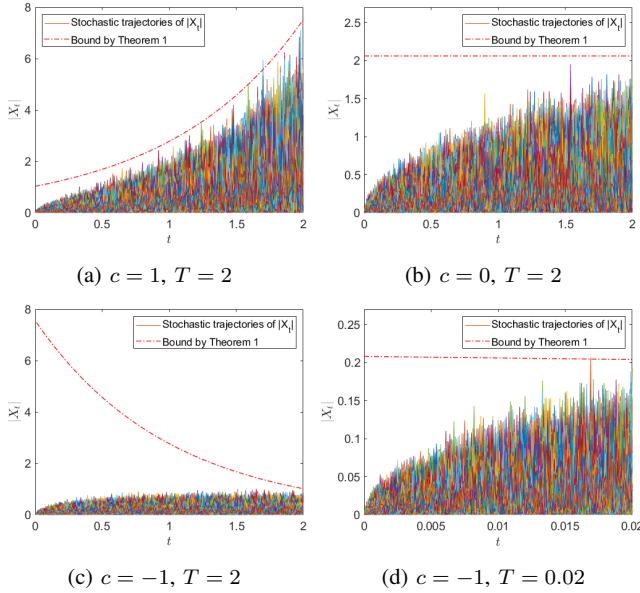 8
6
4
2
0
|X_t|
Stochastic trajectories of |X_t|
Bound by Theorem 1
0 0.5 1 1.5 2
t
(a) c = 1, T = 2
2.5
2
1.5
1
0.5
0
|X_t|
Stochastic trajectories of |X_t|
Bound by Theorem 1
0 0.5 1 1.5 2
t
(b) c = 0, T = 2
8
6
4
2
0
|X_t|
Stochastic trajectories of |X_t|
Bound by Theorem 1
0 0.5 1 1.5 2
t
(c) c = −1, T = 2
0.25
0.2
0.15
0.1
0.05
0
|X_t|
Stochastic trajectories of |X_t|
Bound by Theorem 1
0 0.005 0.01 0.015 0.02
t
(d) c = −1, T = 0.02